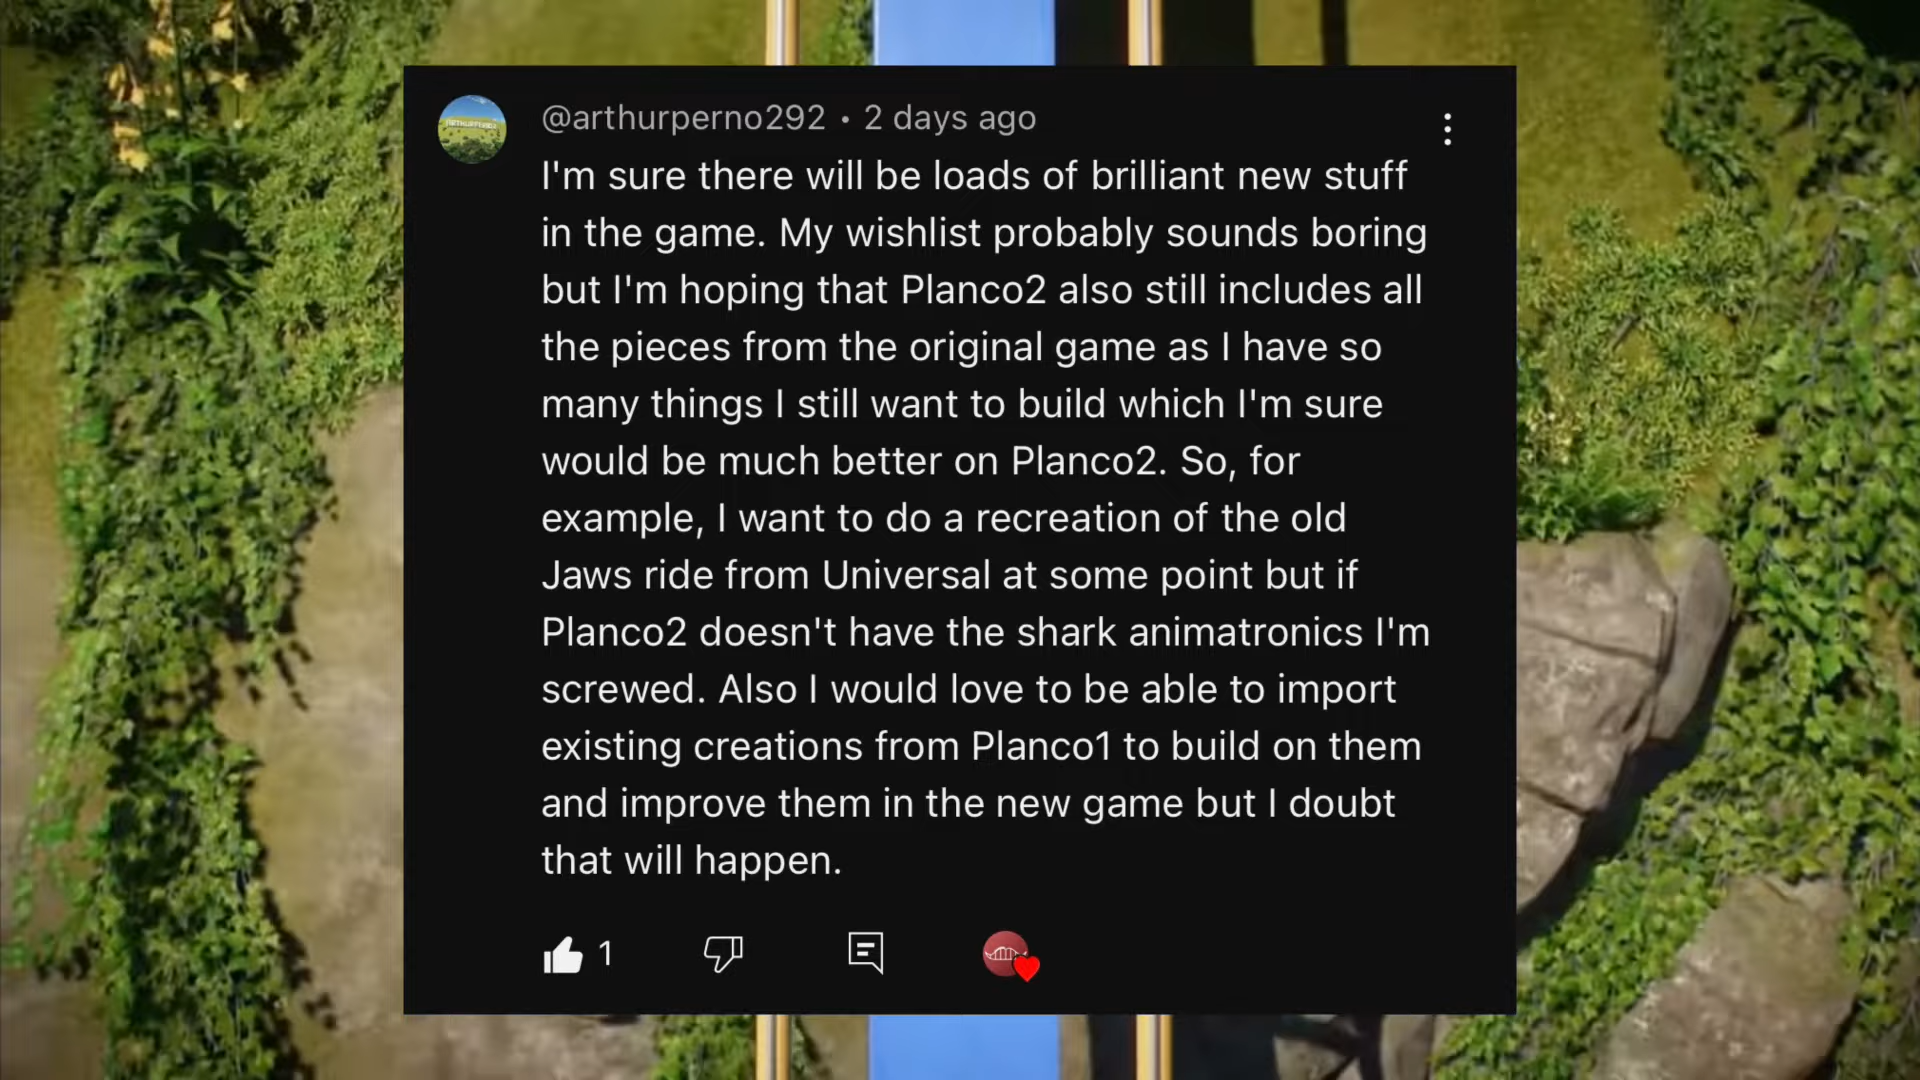 @arthurperno292 • 2 days ago
I'm sure there will be loads of brilliant new stuff
in the game. My wishlist probably sounds boring
but I'm hoping that Planco2 also still includes all
the pieces from the original game as I have so
many things I still want to build which I'm sure
would be much better on Planco2. So, for
example, I want to do a recreation of the old
Jaws ride from Universal at some point but if
Planco2 doesn't have the shark animatronics I'm
screwed. Also I would love to be able to import
existing creations from Planco1 to build on them
and improve them in the new game but I doubt
that will happen.
1